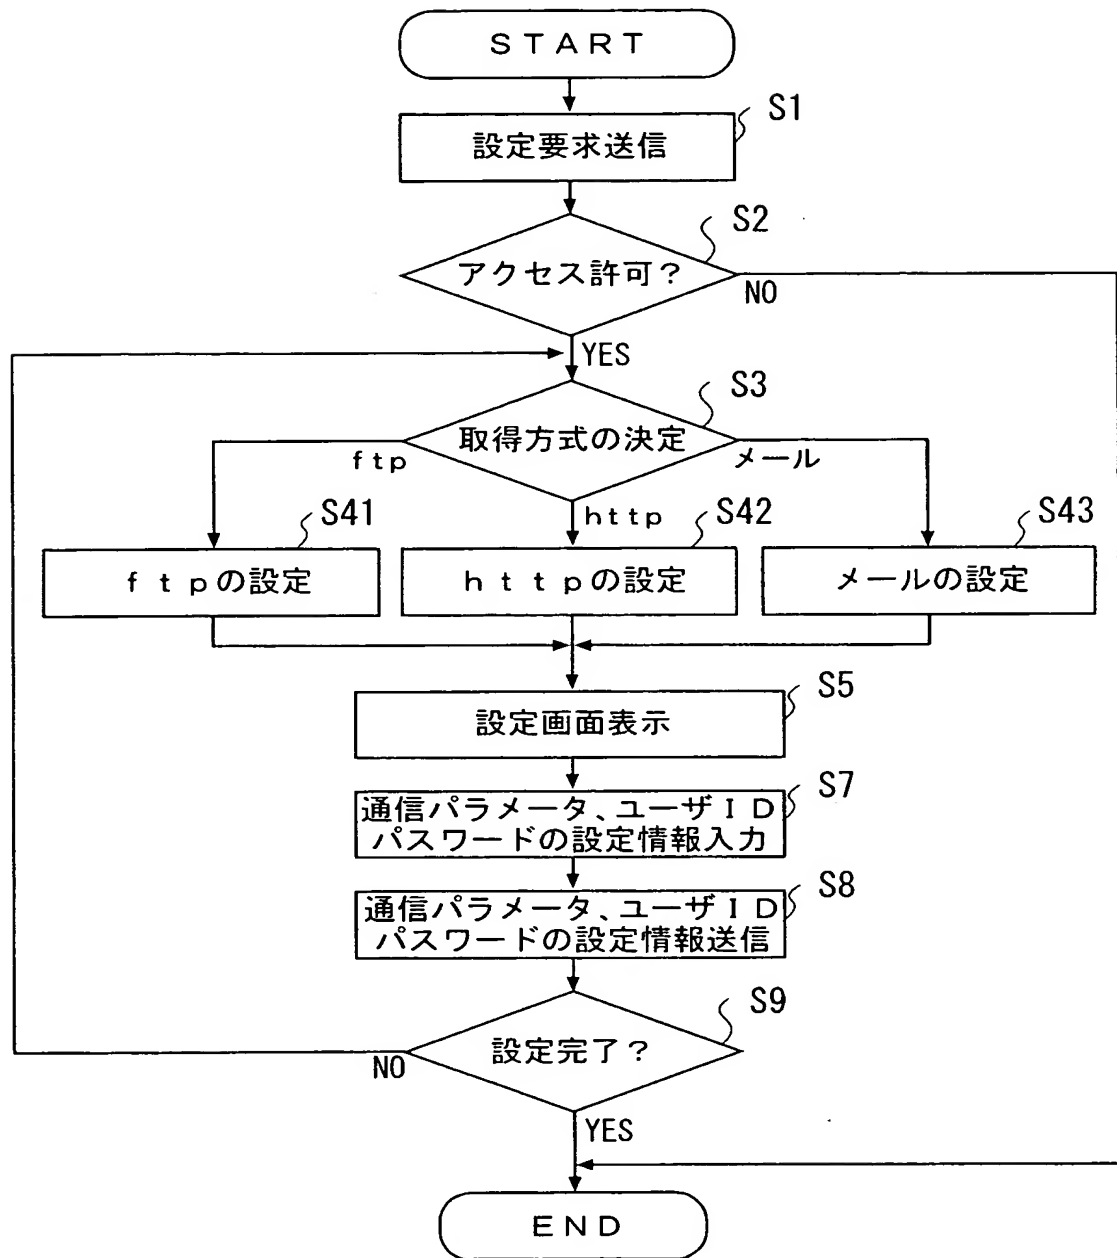 ＳＴＡＲＴ
S1
設定要求送信
S2
アクセス許可？
NO
YES
S3
取得方式の決定
ｆｔｐ
メール
ｈｔｔｐ
S41
S42
S43
ｆｔｐの設定
ｈｔｔｐの設定
メールの設定
S5
設定画面表示
S7
通信パラメータ、ユーザＩＤ
パスワードの設定情報入力
S8
通信パラメータ、ユーザＩＤ
パスワードの設定情報送信
S9
設定完了？
NO
YES
ＥＮＤ